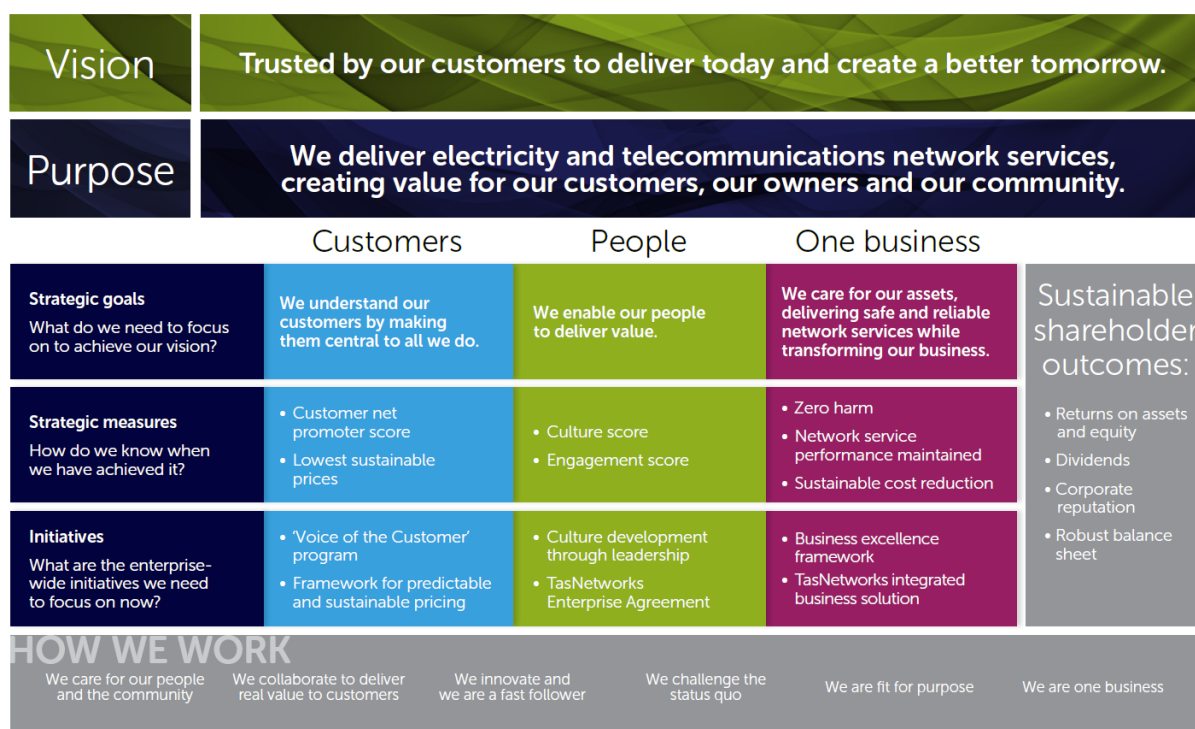 Vision
Trusted by our customers to deliver today and create a better tomorrow.
Purpose
We deliver electricity and telecommunications network services,
creating value for our customers, our owners and our community.
Customers
People
One business
Strategic goals
What do we need to focus
on to achieve our vision?
We understand our
customers by making
them central to all we do.
We enable our people
to deliver value.
We care for our assets,
delivering safe and reliable
network services while
transforming our business.
Strategic measures
How do we know when
we have achieved it?
• Customer net
promoter score
• Lowest sustainable
prices
• Culture score
• Engagement score
• Zero harm
• Network service
performance maintained
• Sustainable cost reduction
Initiatives
What are the enterprise-
wide initiatives we need
to focus on now?
• 'Voice of the Customer'
program
• Framework for predictable
and sustainable pricing
• Culture development
through leadership
• TasNetworks
Enterprise Agreement
• Business excellence
framework
• TasNetworks integrated
business solution
Sustainable
shareholder
outcomes:
• Returns on assets
and equity
• Dividends
• Corporate
reputation
• Robust balance
sheet
HOW WE WORK
We care for our people
and the community
We collaborate to deliver
real value to customers
We innovate and
we are a fast follower
We challenge the
status quo
We are fit for purpose
We are one business